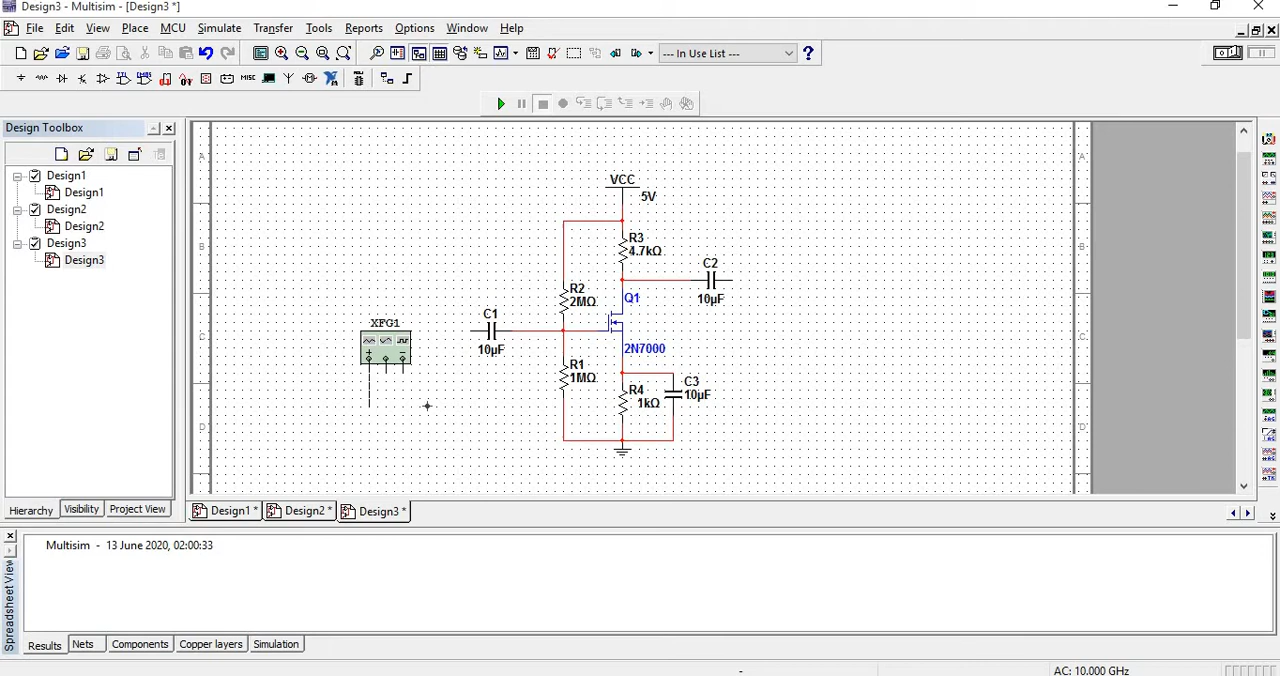 Design3 - Multisim - [Design3 *]
File Edit View Place MCU Simulate Transfer Tools Reports Options Window Help
--- In Use List ---
MISC
Design Toolbox
Design1
Design1
Design2
Design2
Design3
Design3
Hierarchy Visibility Project View
A
B
C
D
A
B
C
D
VCC
5V
R3
4.7kΩ
C2
10µF
R2
2MΩ
Q1
C1
10µF
2N7000
XFG1
R1
1MΩ
R4
1kΩ
C3
10µF
Design1 * Design2 * Design3 *
Spreadsheet View
Multisim - 13 June 2020, 02:00:33
Results Nets Components Copper layers Simulation
- AC: 10.000 GHz